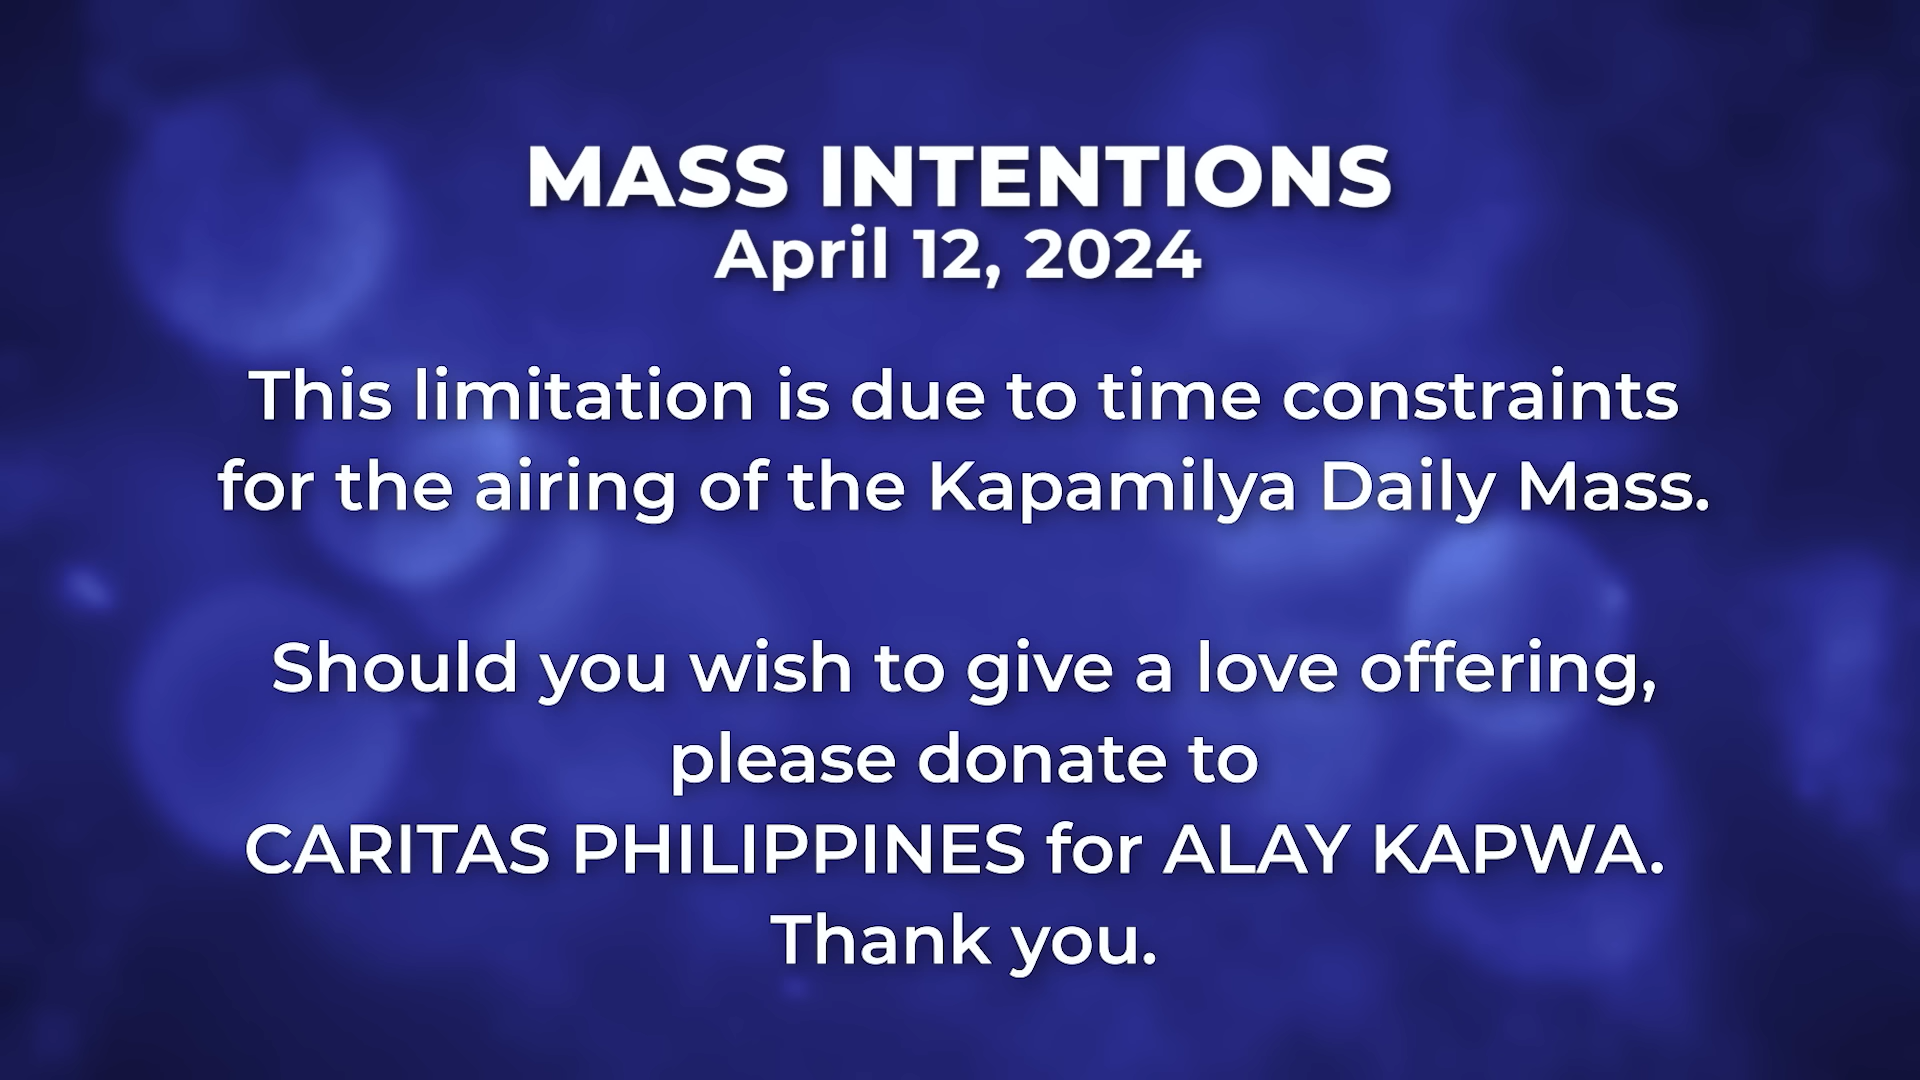 MASS INTENTIONS
April 12, 2024
This limitation is due to time constraints
for the airing of the Kapamilya Daily Mass.
Should you wish to give a love offering,
please donate to
CARITAS PHILIPPINES for ALAY KAPWA.
Thank you.